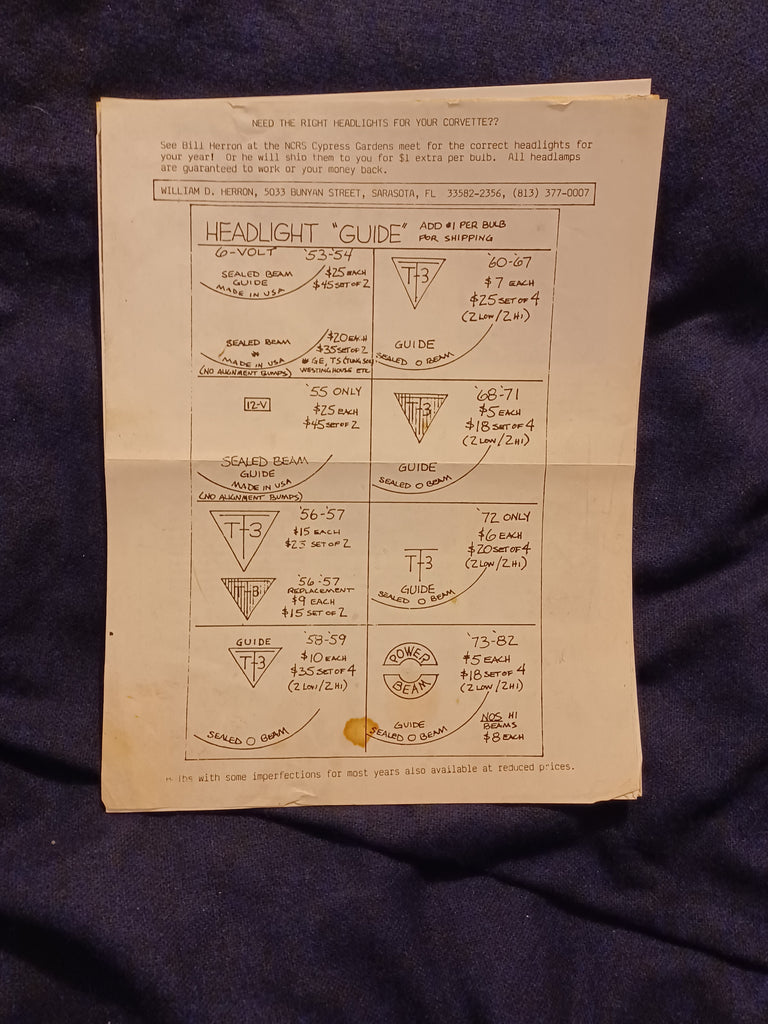 NEED THE RIGHT HEADLIGHTS FOR YOUR CORVETTE??
See Bill Herron at the NCRS Cypress Gardens meet for the correct headlights for
your year! Or he will ship them to you for $1 extra per bulb. All headlamps
are guaranteed to work or your money back.
WILLIAM D. HERRON, 5033 BUNYAN STREET, SARASOTA, FL 33582-2356, (813) 377-0007
HEADLIGHT "GUIDE" ADD $1 PER BULB
FOR SHIPPING
6-VOLT '53-'54
SEALED BEAM
GUIDE
MADE IN USA
$25 EACH
$45 SET OF 2
SEALED BEAM
*
MADE IN USA
(NO ALIGNMENT BUMPS)
$20 EACH
$35 SET OF 2
* GE, TS (TUNG SOL)
WESTINGHOUSE ETC
T-3
'60-'67
$7 EACH
$25 SET OF 4
(2 LOW/2 HI)
GUIDE
SEALED O BEAM
12-V
'55 ONLY
$25 EACH
$45 SET OF 2
SEALED BEAM
GUIDE
MADE IN USA
(NO ALIGNMENT BUMPS)
T-3
'68-'71
$5 EACH
$18 SET OF 4
(2 LOW/2 HI)
GUIDE
SEALED O BEAM
T-3
'56-'57
$15 EACH
$25 SET OF 2
T-3
'56-'57
REPLACEMENT
$9 EACH
$15 SET OF 2
'72 ONLY
$6 EACH
$20 SET OF 4
(2 LOW/2 HI)
T-3
GUIDE
SEALED O BEAM
GUIDE
T-3
'58-'59
$10 EACH
$35 SET OF 4
(2 LOW/2 HI)
SEALED O BEAM
POWER
BEAM
'73-'82
$5 EACH
$18 SET OF 4
(2 LOW/2 HI)
GUIDE
SEALED O BEAM
NOS HI
BEAMS
$8 EACH
with some imperfections for most years also available at reduced prices.